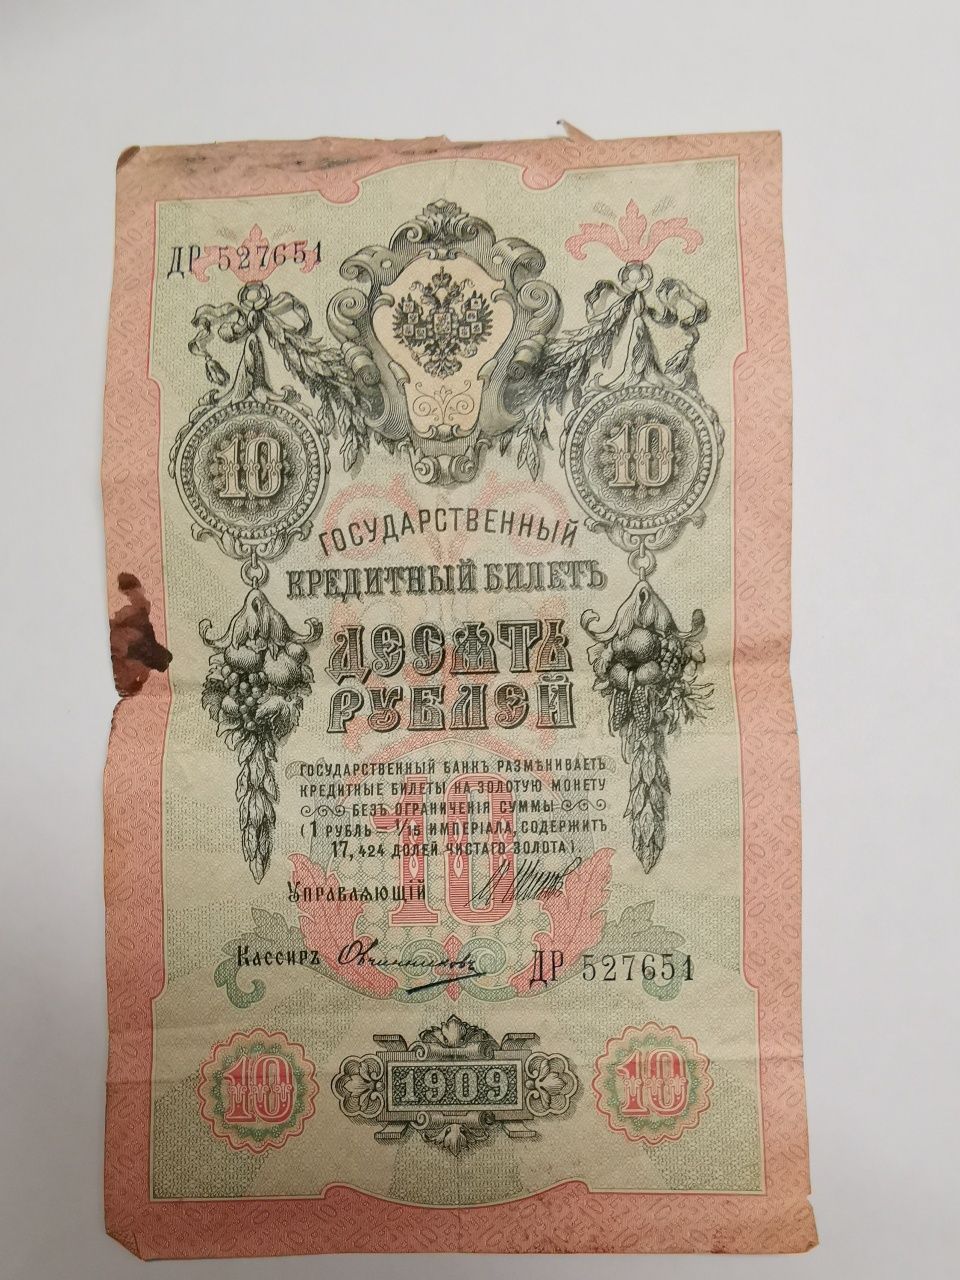 ДР 527651
10 10
ГОСУДАРСТВЕННЫЙ
КРЕДИТНЫЙ БИЛЕТЪ
ДЕСЯТЬ
РУБЛЕЙ
ГОСУДАРСТВЕННЫЙ БАНКЪ РАЗМѢНИВАЕТЪ
КРЕДИТНЫЕ БИЛЕТЫ НА ЗОЛОТУЮ МОНЕТУ
БЕЗЪ ОГРАНИЧЕНІЯ СУММЫ
(1 РУБЛЬ = 1/15 ИМПЕРІАЛА, СОДЕРЖИТЪ
17,424 ДОЛЕЙ ЧИСТАГО ЗОЛОТА).
10
УПРАВЛЯЮЩІЙ
Кассиръ Овчинниковъ ДР 527651
10 1909 10